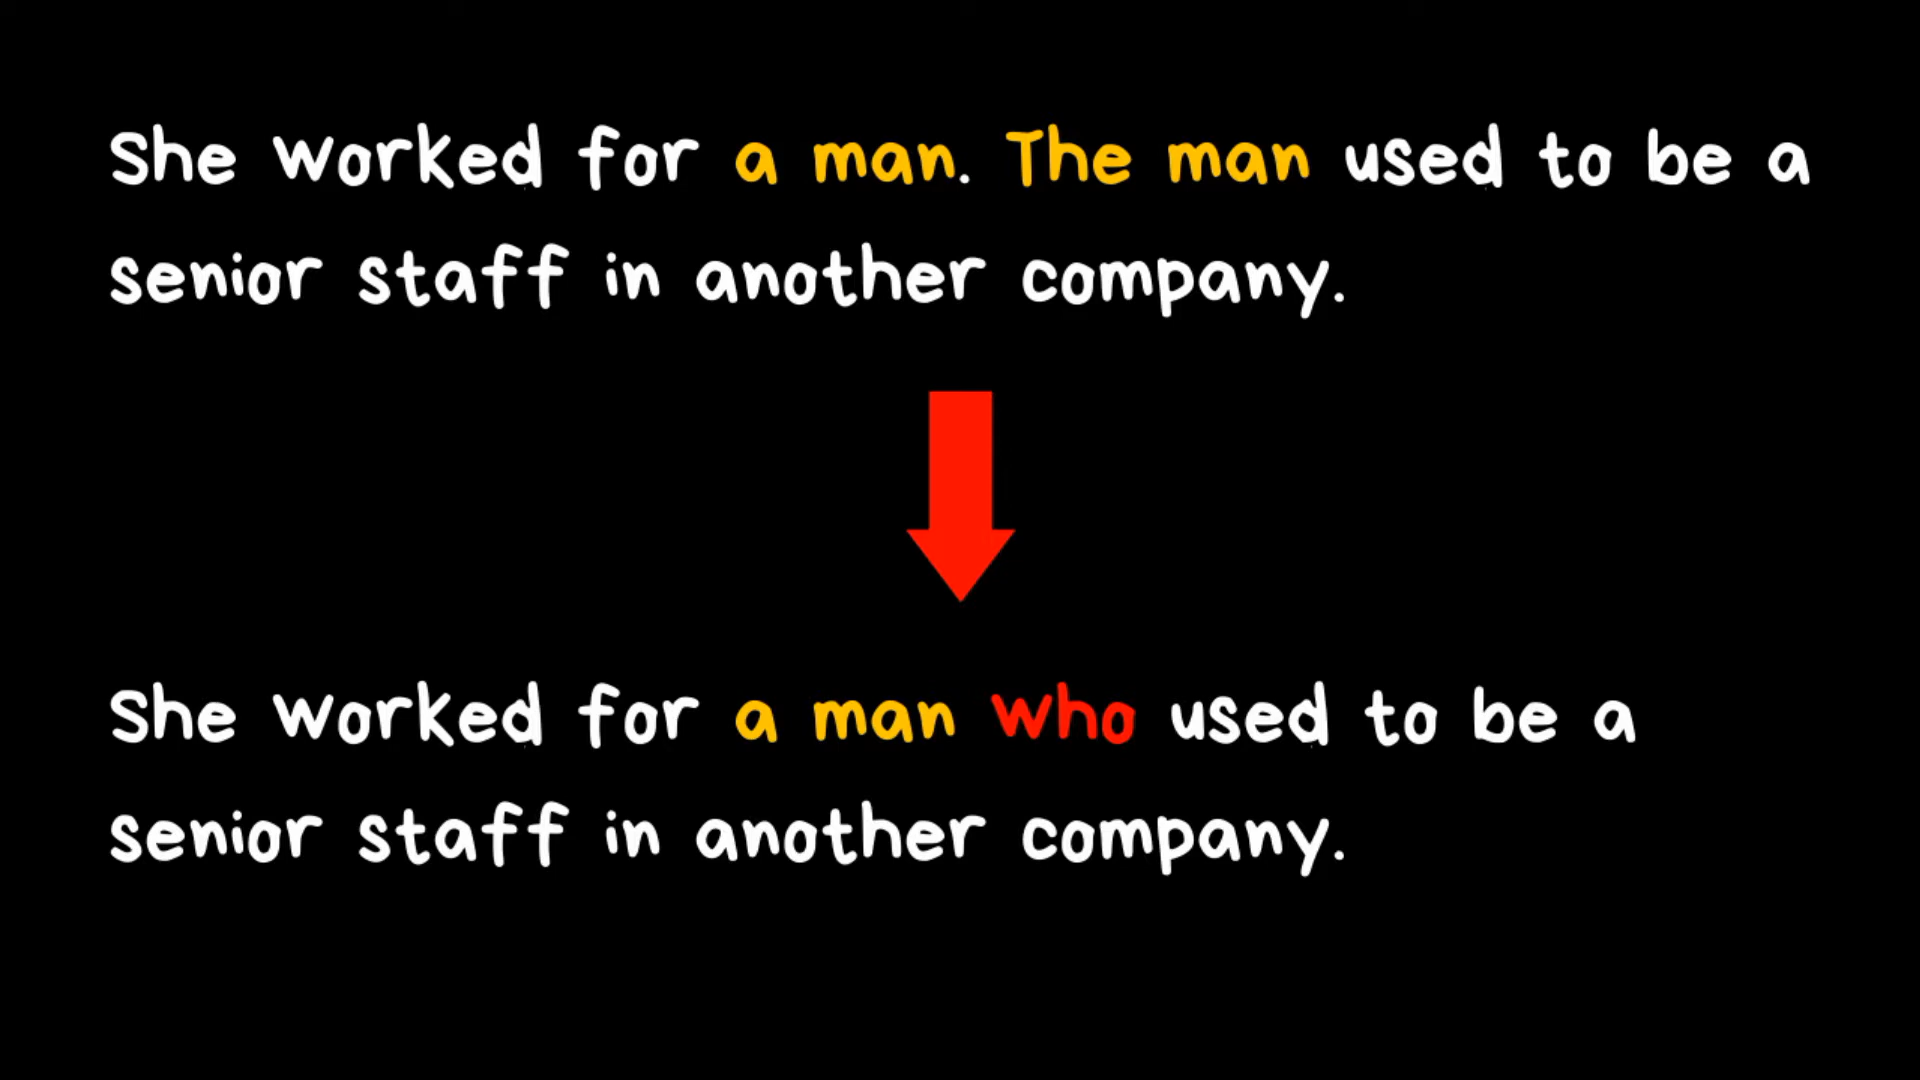 She worked for a man. The man used to be a
senior staff in another company.
She worked for a man who used to be a
senior staff in another company.